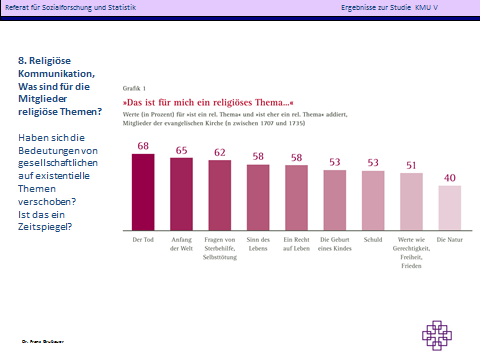 Referat für Sozialforschung und Statistik
Ergebnisse zur Studie KMU V
8. Religiöse
Kommunikation,
Was sind für die
Mitglieder
religiöse Themen?
Haben sich die
Bedeutungen von
gesellschaftlichen
auf existentielle
Themen
verschoben?
Ist das ein
Zeitspiegel?
Grafik 1
»Das ist für mich ein religiöses Thema...«
Werte (in Prozent) für »ist ein rel. Thema« und »ist eher ein rel. Thema« addiert,
Mitglieder der evangelischen Kirche (n zwischen 1707 und 1735)
68 65 62 58 58 53 53 51 40
Der Tod
Anfang
der Welt
Fragen von
Sterbehilfe,
Selbsttötung
Sinn des
Lebens
Ein Recht
auf Leben
Die Geburt
eines Kindes
Schuld
Werte wie
Gerechtigkeit,
Freiheit,
Frieden
Die Natur
Dr. Franz Grubauer